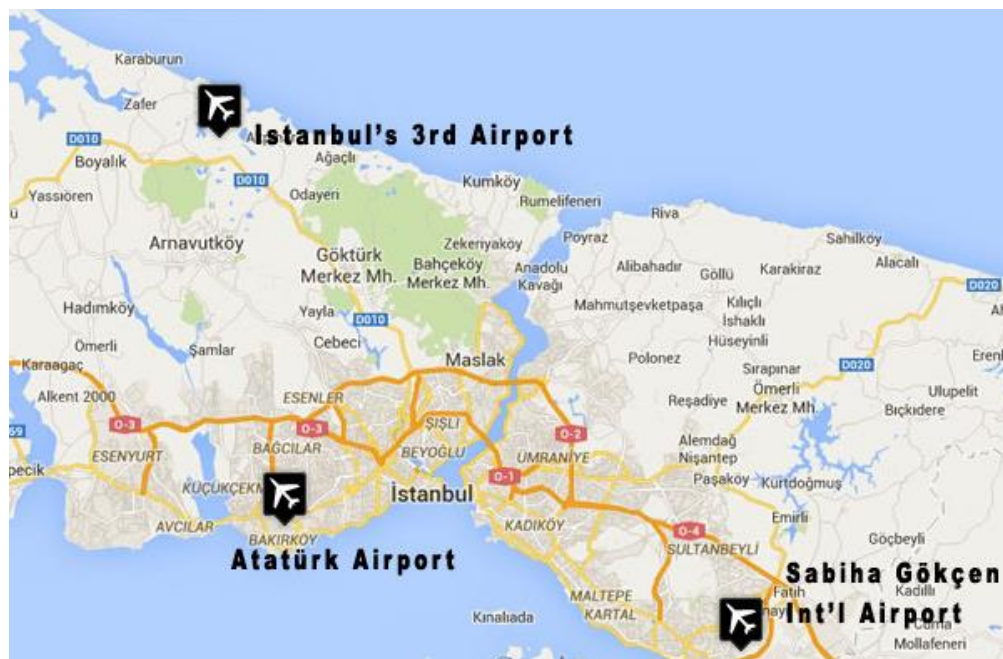 Karaburun
Zafer
Istanbul's 3rd Airport
D010
Boyalık
Ağaçlı
D010
Yassıören
Odayeri
Kumköy
Rumelifeneri
Riva
Arnavutköy
Göktürk
Merkez Mh.
Zekeriyaköy
Bahçeköy
Merkez Mh.
Poyraz
Sahilköy
Anadolu
Kavağı
Alibahadır
Göllü
Karakiraz
Alacalı
D020
Hadımköy
Yayla
D010
Mahmutşevketpaşa
Kılıçlı
İshaklı
Hüseyinli
Ömerli
Şamlar
Cebeci
Karaagaç
Maslak
Polonez
D020
Sırapınar
Ömerli
Merkez Mh.
Ulupelit
Alkent 2000
ESENLER
Reşadiye
Bıçkıdere
O-3
O-3
ŞİŞLİ
O-2
ESENYURT
BAĞCILAR
BEYOĞLU
ÜMRANİYE
Alemdağ
Nişantep
O-1
Paşaköy
Kurtdoğmuş
İstanbul
AVCILAR
KADIKÖY
Emirli
BAKIRKÖY
O-4
SULTANBEYLİ
Göçbeyli
Atatürk Airport
Sabiha Gökçen
Int'l Airport
MALTEPE
KARTAL
Fatih
Kadıllı
Kınalıada
Mollafeneri